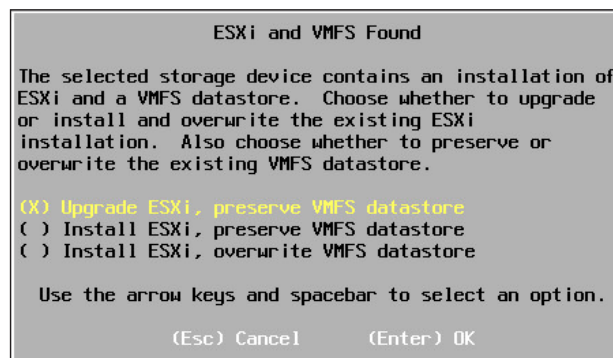 ESXi and VMFS Found
The selected storage device contains an installation of
ESXi and a VMFS datastore. Choose whether to upgrade
or install and overwrite the existing ESXi
installation. Also choose whether to preserve or
overwrite the existing VMFS datastore.
(X) Upgrade ESXi, preserve VMFS datastore
( ) Install ESXi, preserve VMFS datastore
( ) Install ESXi, overwrite VMFS datastore
Use the arrow keys and spacebar to select an option.
(Esc) Cancel (Enter) OK